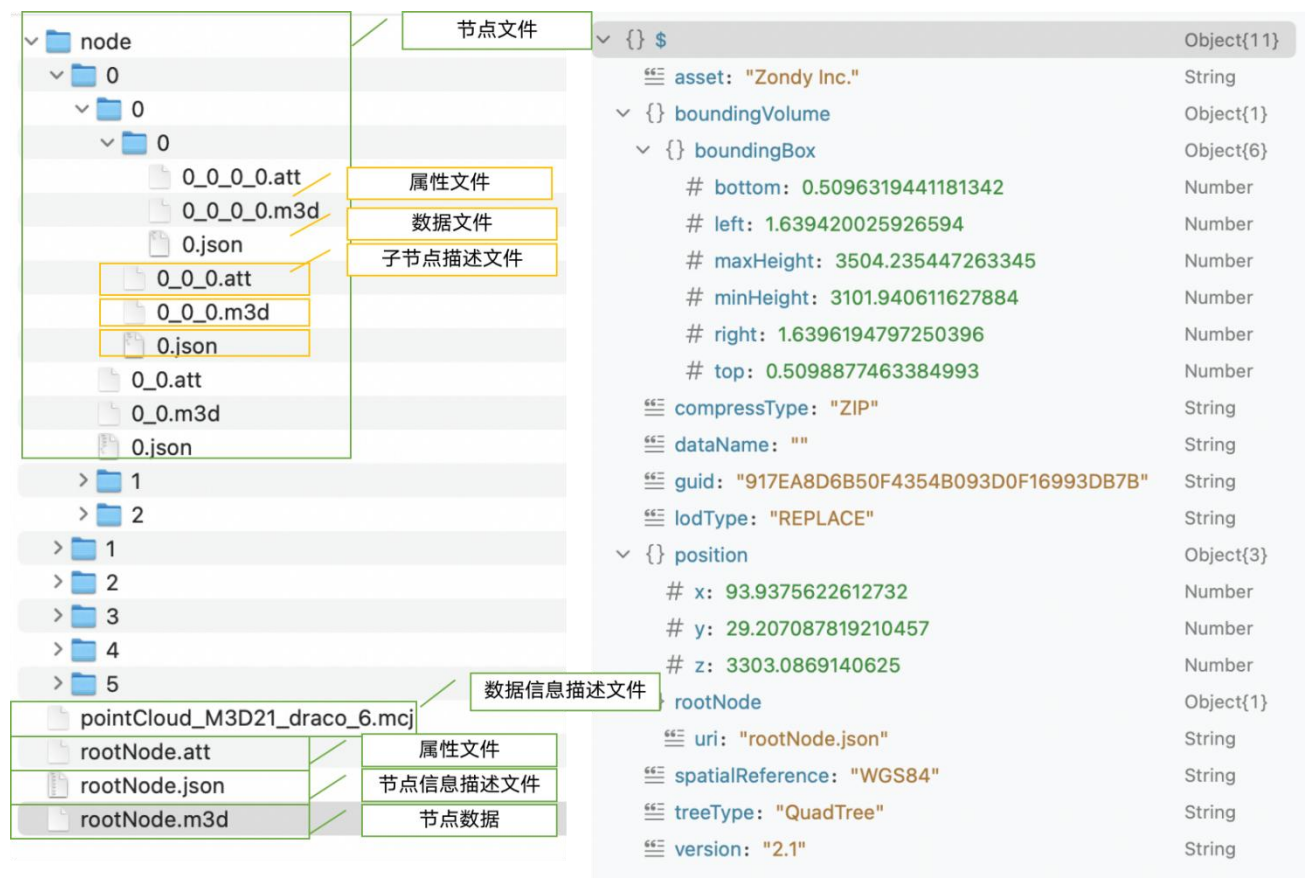 节点文件
node
0
0
0
0_0_0_0.att
属性文件
0_0_0_0.m3d
数据文件
0.json
子节点描述文件
0_0_0.att
0_0_0.m3d
0.json
0_0.att
0_0.m3d
0.json
1
2
1
2
3
4
5
数据信息描述文件
pointCloud_M3D21_draco_6.mcj
rootNode.att
属性文件
rootNode.json
节点信息描述文件
rootNode.m3d
节点数据
{} $ Object{11}
asset: "Zondy Inc." String
{} boundingVolume Object{1}
{} boundingBox Object{6}
# bottom: 0.5096319441181342 Number
# left: 1.639420025926594 Number
# maxHeight: 3504.235447263345 Number
# minHeight: 3101.940611627884 Number
# right: 1.6396194797250396 Number
# top: 0.5098877463384993 Number
compressType: "ZIP" String
dataName: "" String
guid: "917EA8D6B50F4354B093D0F16993DB7B" String
lodType: "REPLACE" String
{} position Object{3}
# x: 93.9375622612732 Number
# y: 29.207087819210457 Number
# z: 3303.0869140625 Number
rootNode Object{1}
uri: "rootNode.json" String
spatialReference: "WGS84" String
treeType: "QuadTree" String
version: "2.1" String